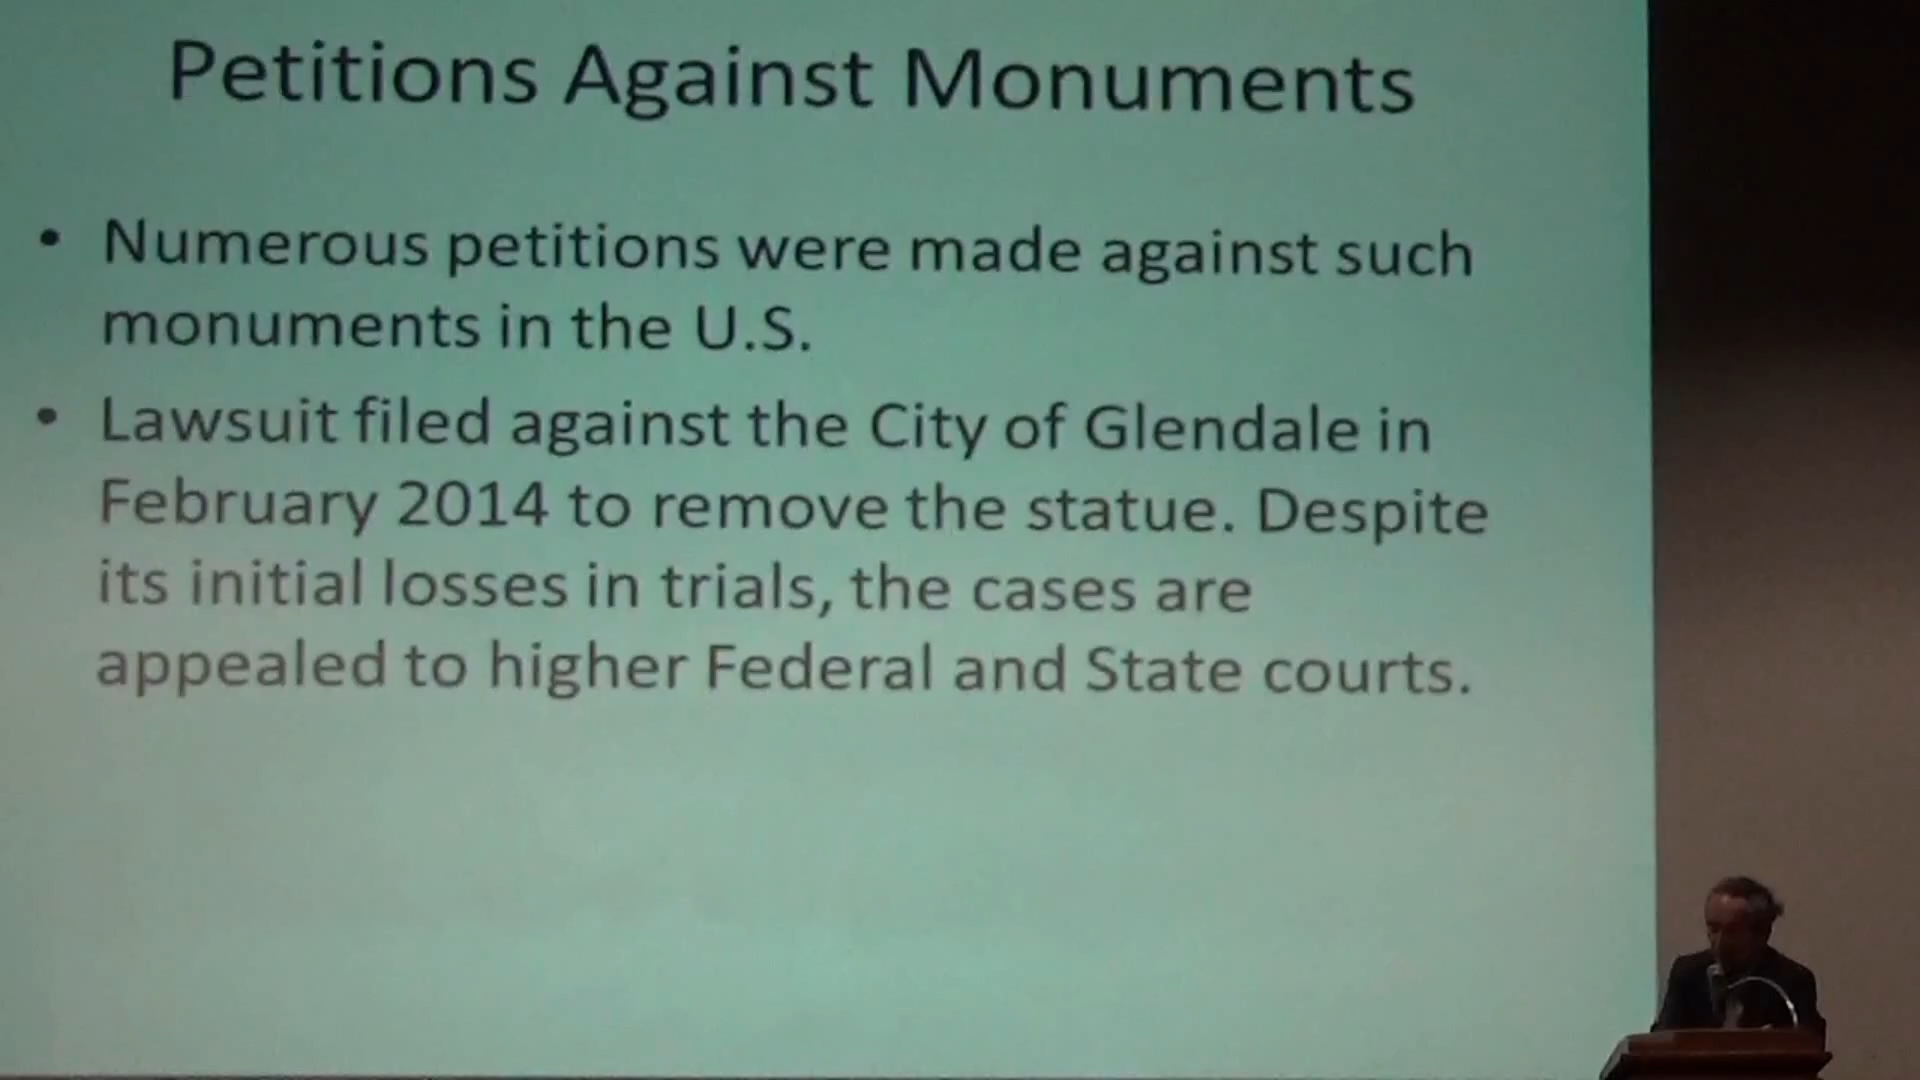 Petitions Against Monuments
• Numerous petitions were made against such
monuments in the U.S.
• Lawsuit filed against the City of Glendale in
February 2014 to remove the statue. Despite
its initial losses in trials, the cases are
appealed to higher Federal and State courts.